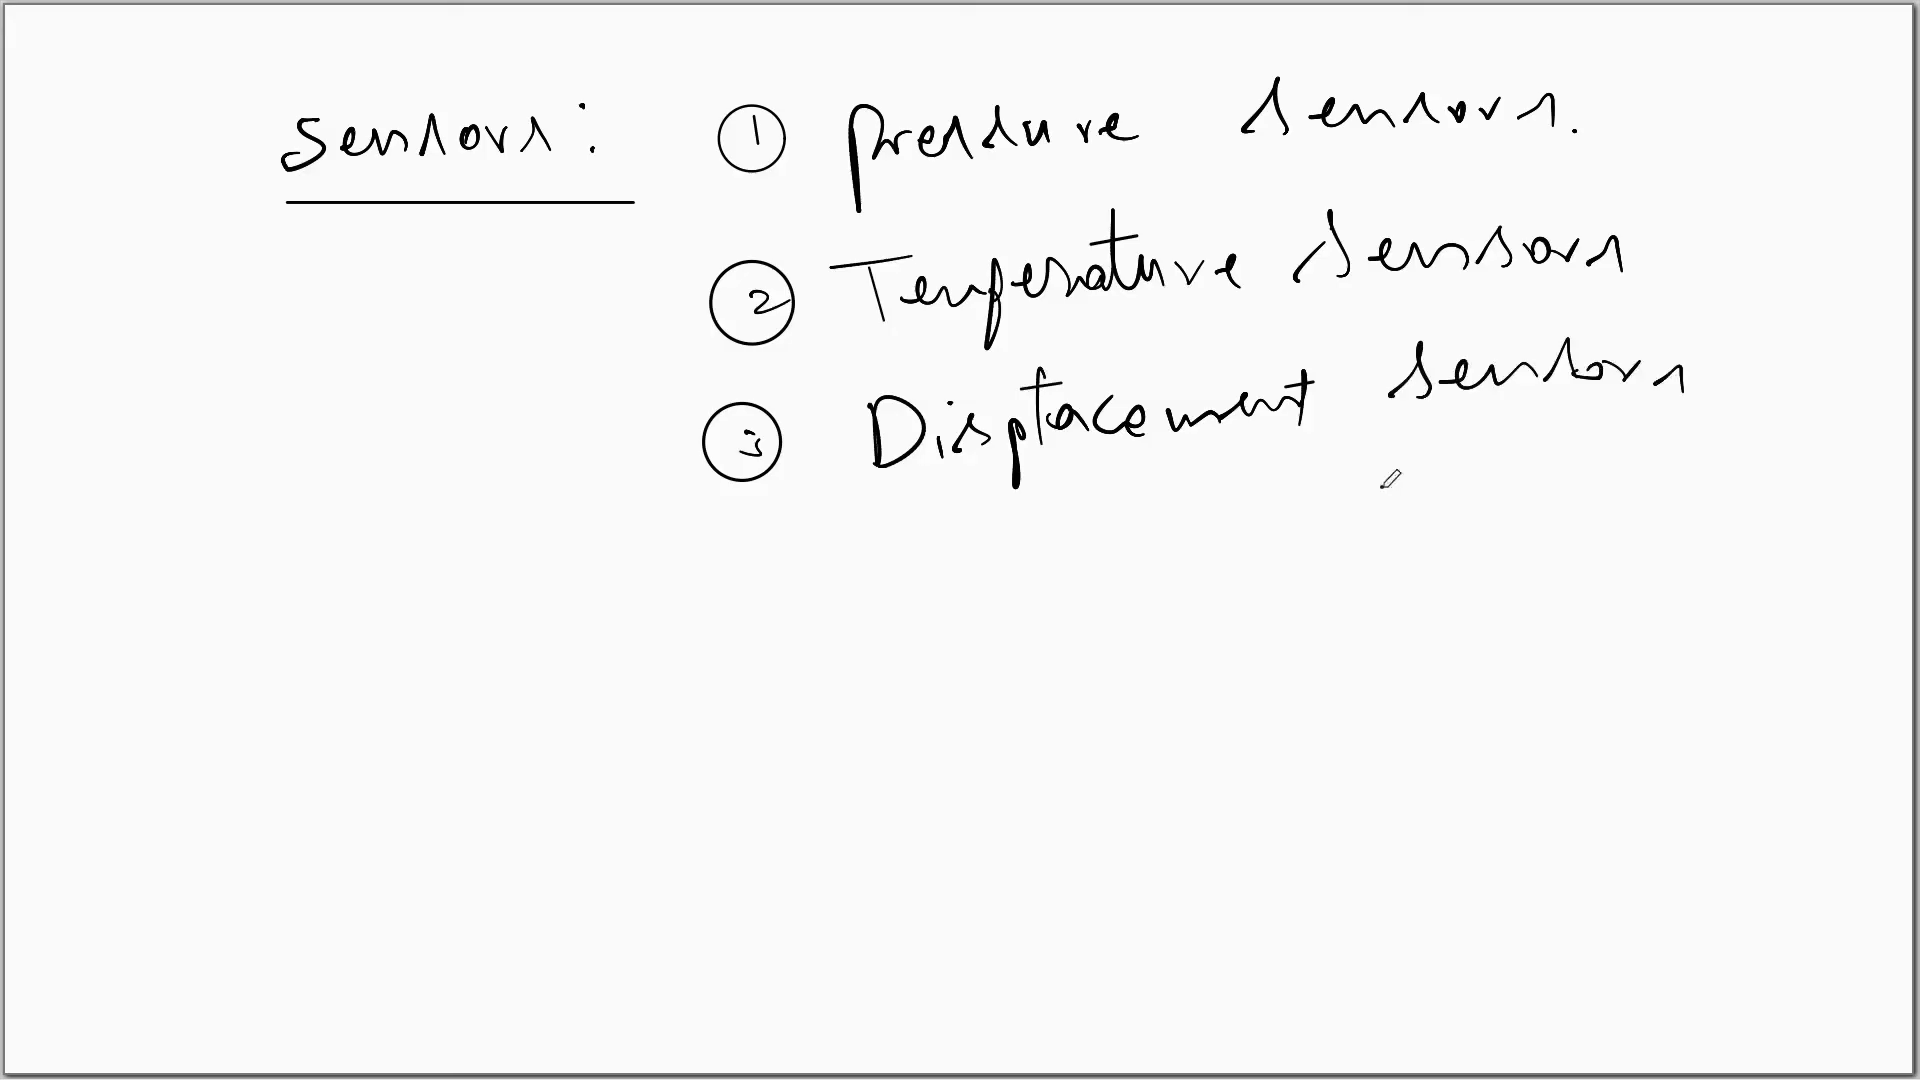 Sensors: ① Pressure sensors.
② Temperature sensors
③ Displacement sensors